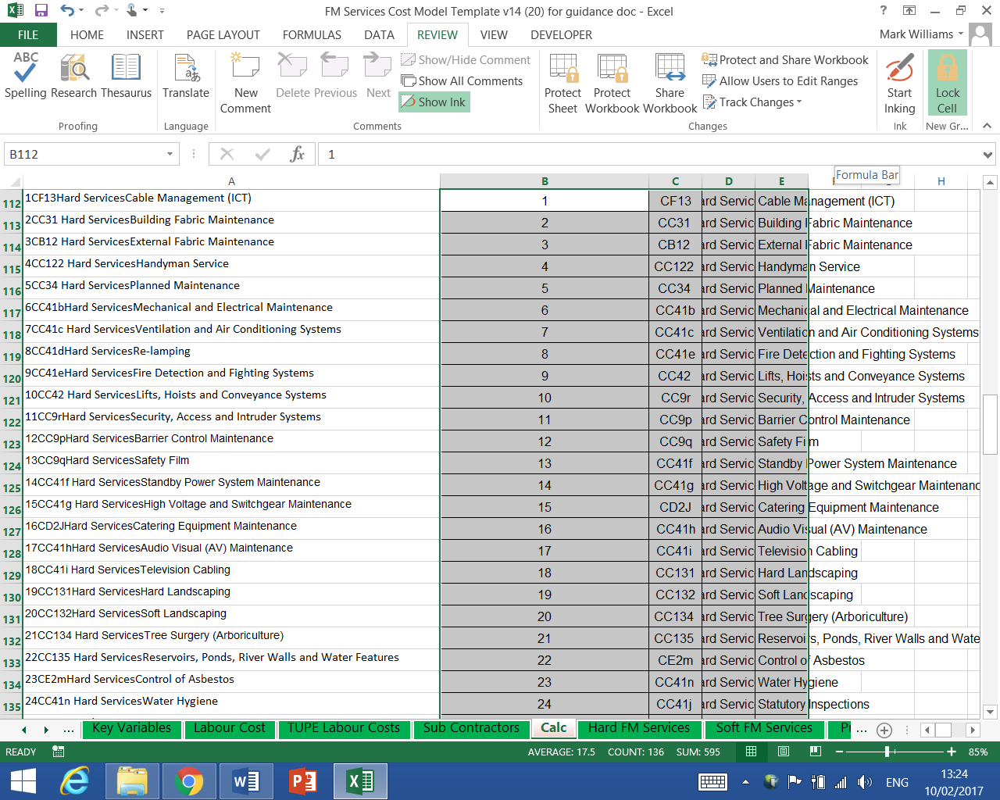 FM Services Cost Model Template v14 (20) for guidance doc - Excel
?
FILE HOME INSERT PAGE LAYOUT FORMULAS DATA REVIEW VIEW DEVELOPER Mark Williams
ABC
Spelling Research Thesaurus Translate New Comment Delete Previous Next
Show/Hide Comment
Show All Comments
Show Ink
Protect Sheet Protect Workbook Share Workbook
Protect and Share Workbook
Allow Users to Edit Ranges
Track Changes
Start Inking Lock Cell
Proofing Language Comments Changes Ink New Gr...
B112 fx 1
Formula Bar
A B C D E H
112 1CF13Hard ServicesCable Management (ICT) 1 CF13 ard Servic Cable Management (ICT)
113 2CC31 Hard ServicesBuilding Fabric Maintenance 2 CC31 ard Servic Building Fabric Maintenance
114 3CB12 Hard ServicesExternal Fabric Maintenance 3 CB12 ard Servic External Fabric Maintenance
115 4CC122 Hard ServicesHandyman Service 4 CC122 ard Servic Handyman Service
116 5CC34 Hard ServicesPlanned Maintenance 5 CC34 ard Servic Planned Maintenance
117 6CC41bHard ServicesMechanical and Electrical Maintenance 6 CC41b ard Servic Mechanical and Electrical Maintenance
118 7CC41c Hard ServicesVentilation and Air Conditioning Systems 7 CC41c ard Servic Ventilation and Air Conditioning Systems
119 8CC41dHard ServicesRe-lamping 8 CC41e ard Servic Fire Detection and Fighting Systems
120 9CC41eHard ServicesFire Detection and Fighting Systems 9 CC42 ard Servic Lifts, Hoists and Conveyance Systems
121 10CC42 Hard ServicesLifts, Hoists and Conveyance Systems 10 CC9r ard Servic Security, Access and Intruder Systems
122 11CC9rHard ServicesSecurity, Access and Intruder Systems 11 CC9p ard Servic Barrier Control Maintenance
123 12CC9pHard ServicesBarrier Control Maintenance 12 CC9q ard Servic Safety Film
124 13CC9qHard ServicesSafety Film 13 CC41f ard Servic Standby Power System Maintenance
125 14CC41f Hard ServicesStandby Power System Maintenance 14 CC41g ard Servic High Voltage and Switchgear Maintenanc
126 15CC41g Hard ServicesHigh Voltage and Switchgear Maintenance 15 CD2J ard Servic Catering Equipment Maintenance
127 16CD2JHard ServicesCatering Equipment Maintenance 16 CC41h ard Servic Audio Visual (AV) Maintenance
128 17CC41hHard ServicesAudio Visual (AV) Maintenance 17 CC41i ard Servic Television Cabling
129 18CC41i Hard ServicesTelevision Cabling 18 CC131 ard Servic Hard Landscaping
130 19CC131Hard ServicesHard Landscaping 19 CC132 ard Servic Soft Landscaping
131 20CC132Hard ServicesSoft Landscaping 20 CC134 ard Servic Tree Surgery (Arboriculture)
132 21CC134 Hard ServicesTree Surgery (Arboriculture) 21 CC135 ard Servic Reservoirs, Ponds, River Walls and Wate
133 22CC135 Hard ServicesReservoirs, Ponds, River Walls and Water Features 22 CE2m ard Servic Control of Asbestos
134 23CE2mHard ServicesControl of Asbestos 23 CC41n ard Servic Water Hygiene
135 24CC41n Hard ServicesWater Hygiene 24 CC41j ard Servic Statutory Inspections
... Key Variables Labour Cost TUPE Labour Costs Sub Contractors Calc Hard FM Services Soft FM Services ...
READY AVERAGE: 17.5 COUNT: 136 SUM: 595 85%
ENG 13:24
10/02/2017